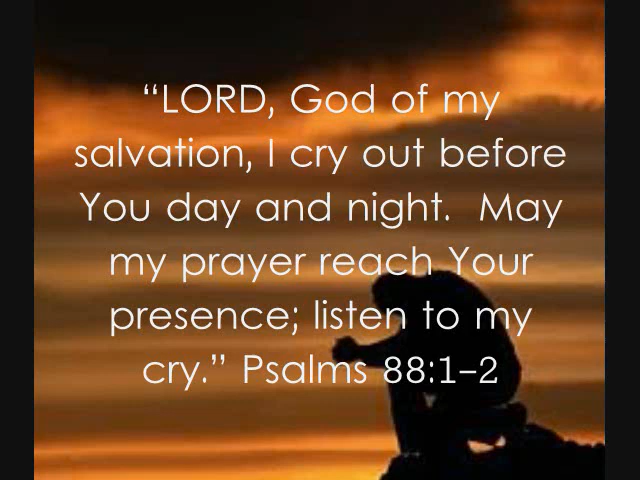 “LORD, God of my
salvation, I cry out before
You day and night.  May
my prayer reach Your
presence; listen to my
cry.” Psalms 88:1–2